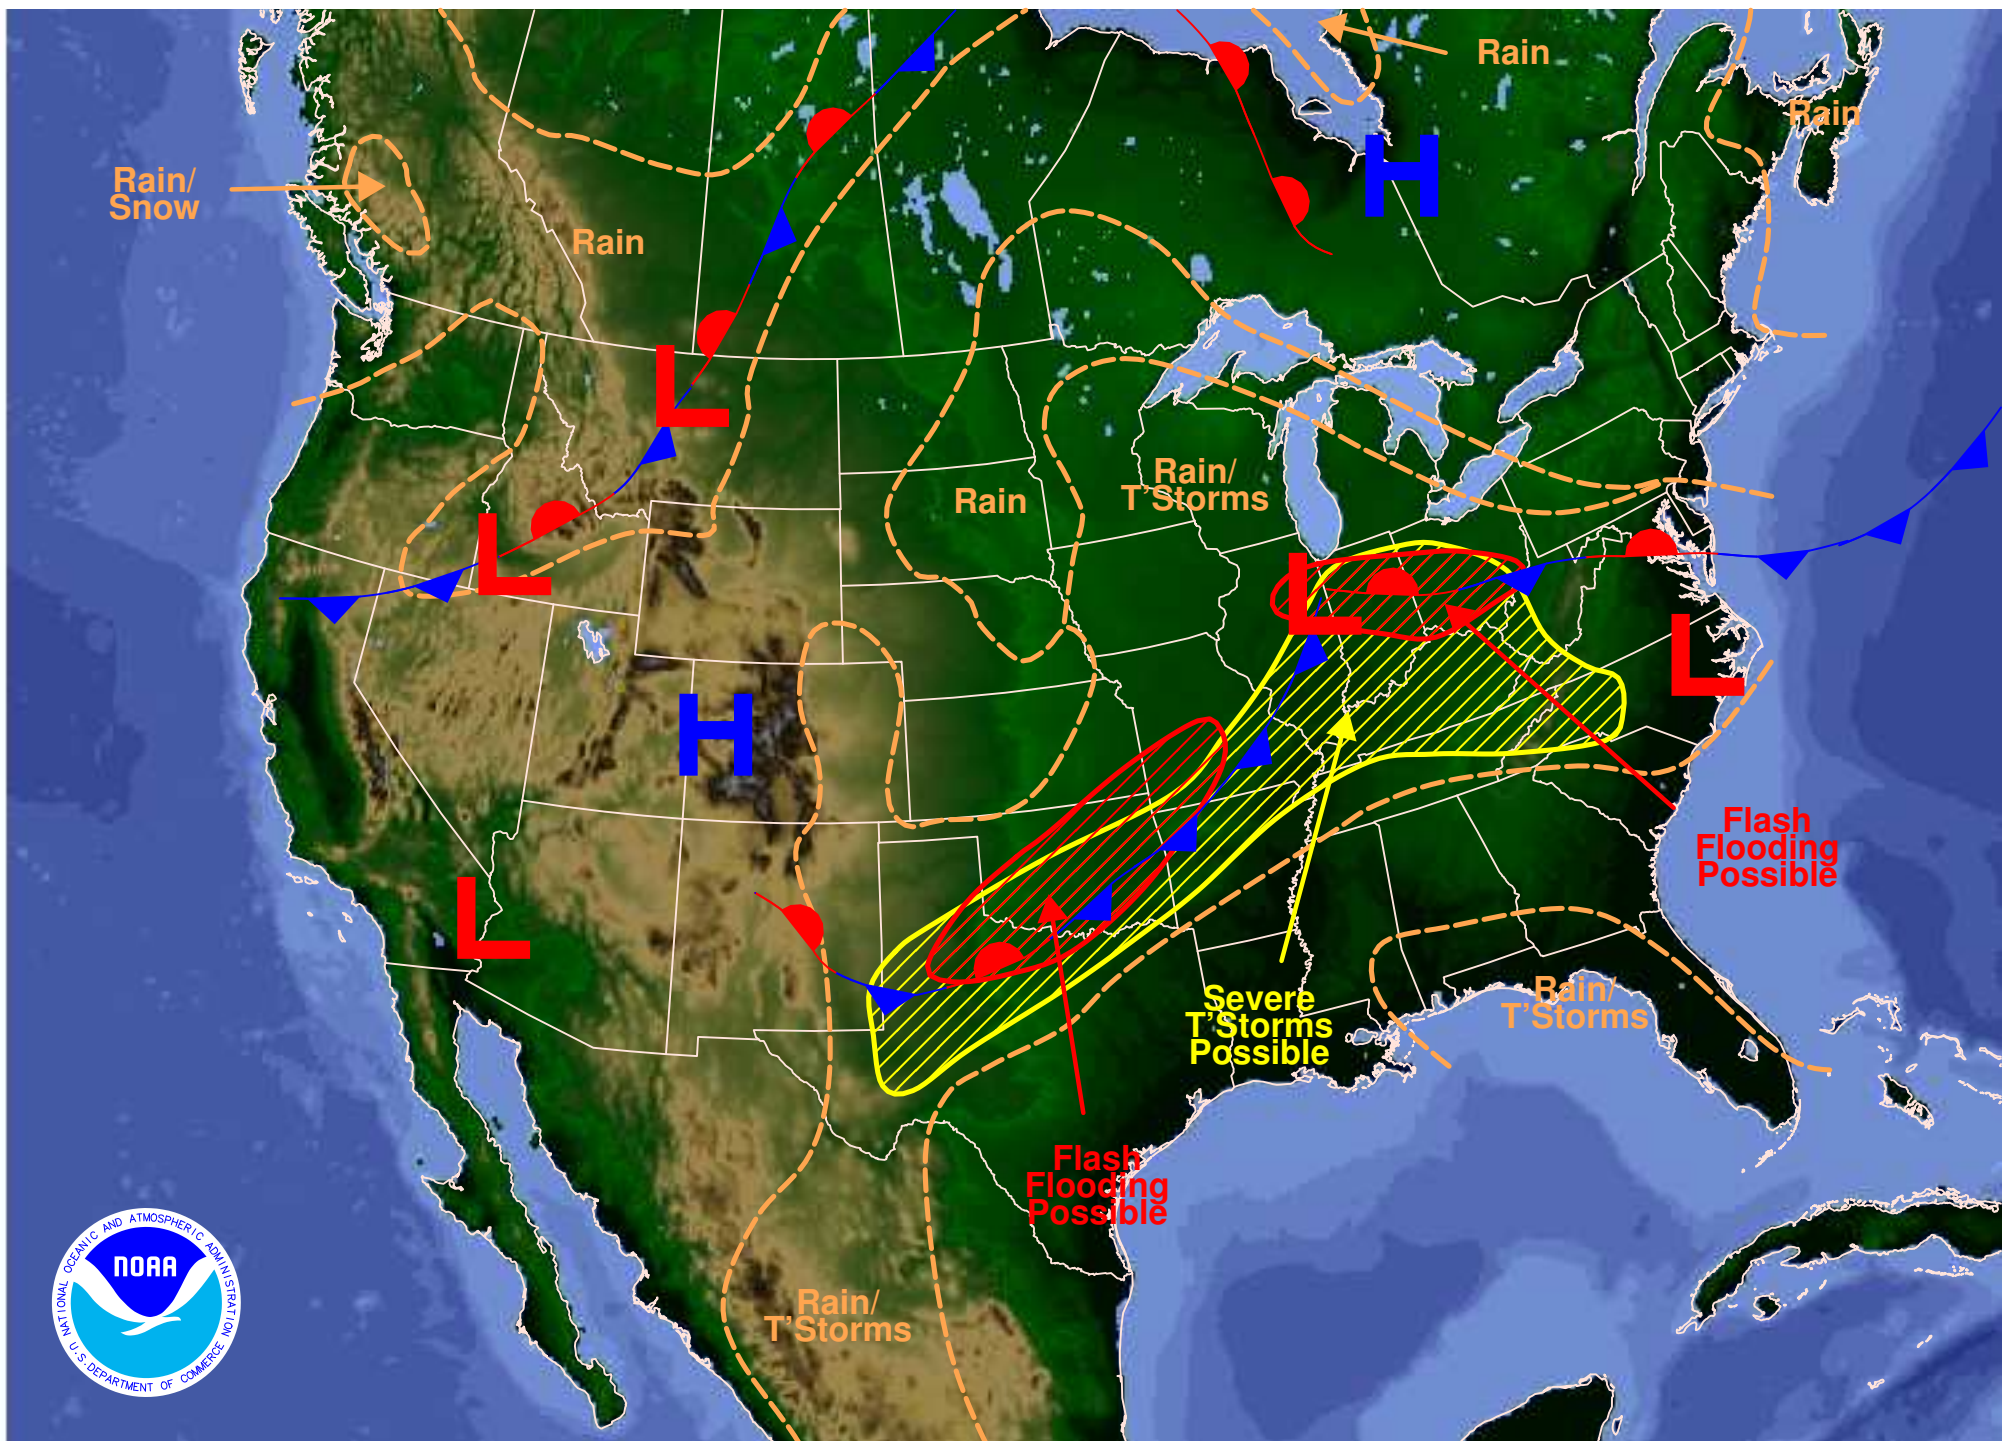 Rain
Rain
Rain/
Snow
Rain
H
L
Rain/
T'Storms
Rain
L
L
L
H
Flash
Flooding
Possible
L
Severe
T'Storms
Possible
Rain/
T'Storms
Flash
Flooding
Possible
Rain/
T'Storms
NATIONAL OCEANIC AND ATMOSPHERIC ADMINISTRATION
NOAA
U.S. DEPARTMENT OF COMMERCE